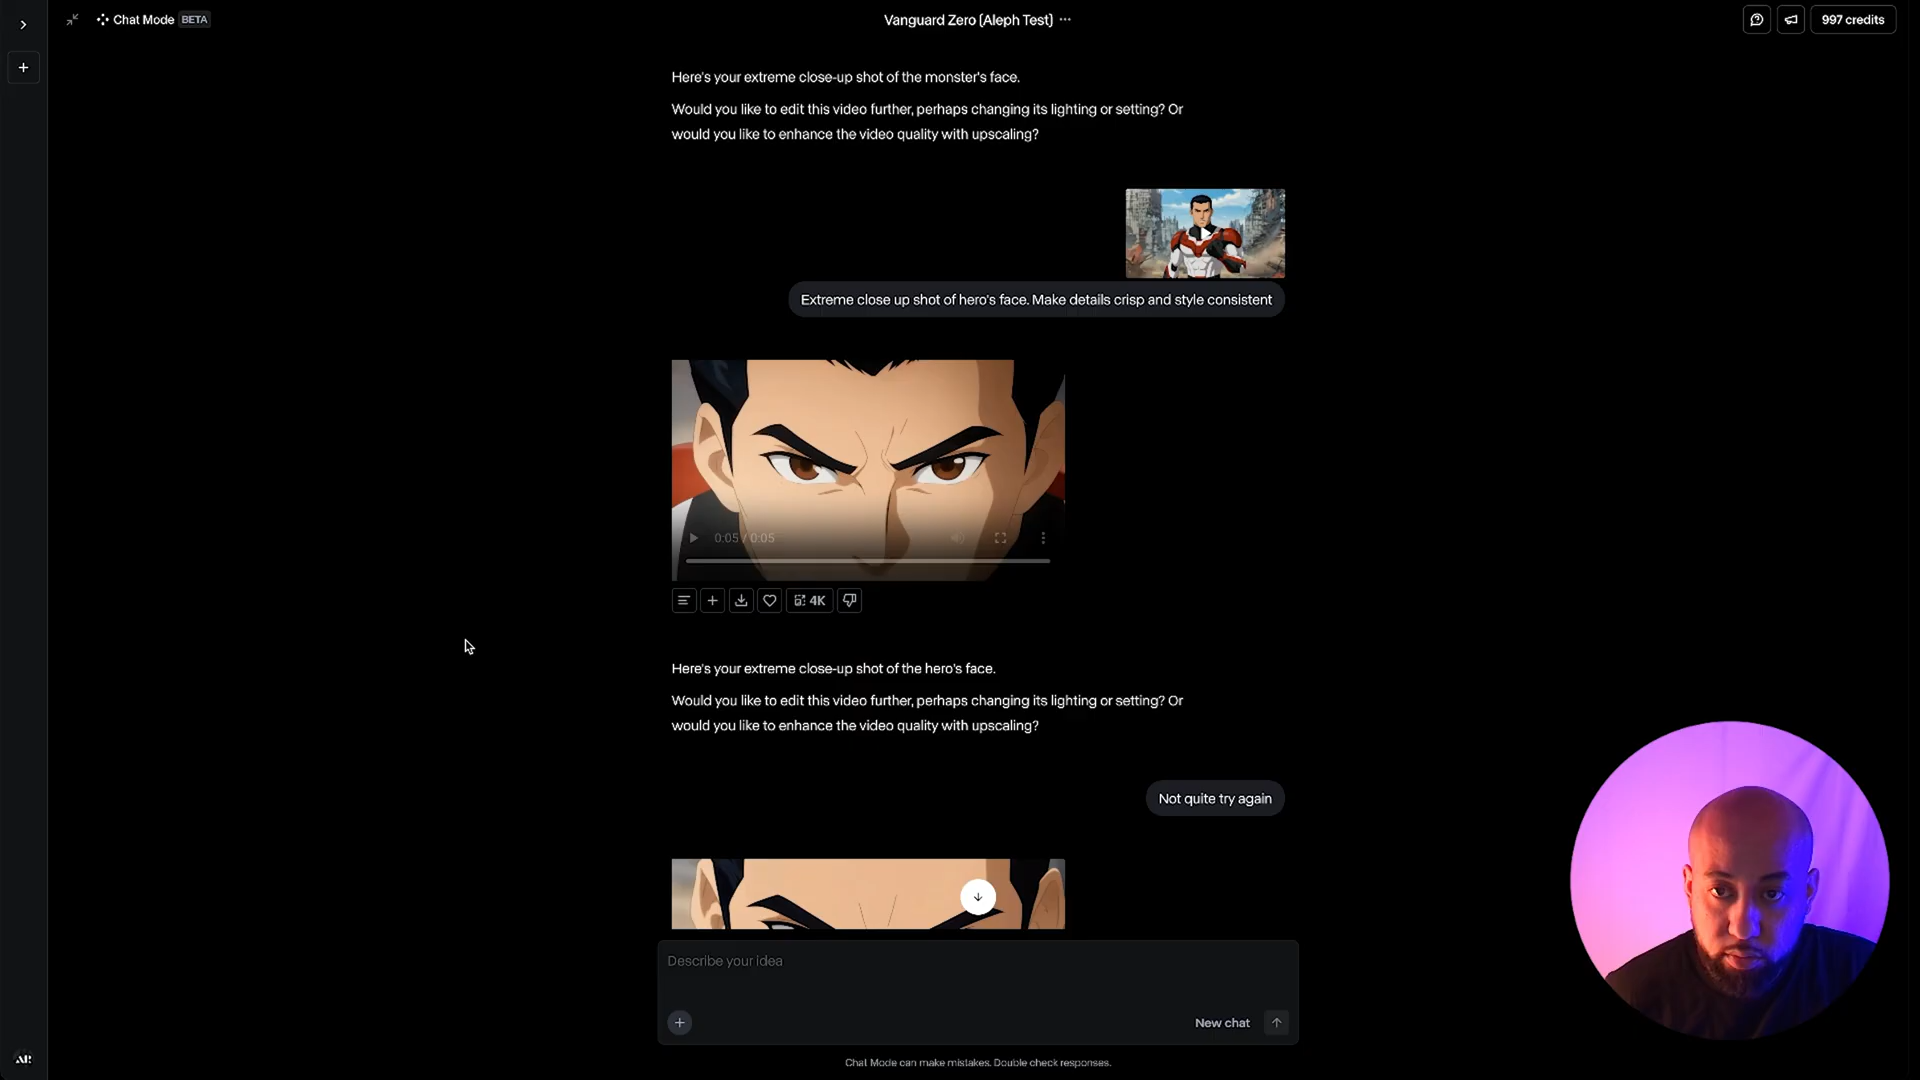 Chat Mode BETA
Vanguard Zero (Aleph Test) ···
997 credits
Here's your extreme close-up shot of the monster's face.
Would you like to edit this video further, perhaps changing its lighting or setting? Or
would you like to enhance the video quality with upscaling?
Extreme close up shot of hero's face. Make details crisp and style consistent
0:05 / 0:05
4K
Here's your extreme close-up shot of the hero's face.
Would you like to edit this video further, perhaps changing its lighting or setting? Or
would you like to enhance the video quality with upscaling?
Not quite try again
Describe your idea
New chat
AR
Chat Mode can make mistakes. Double check responses.